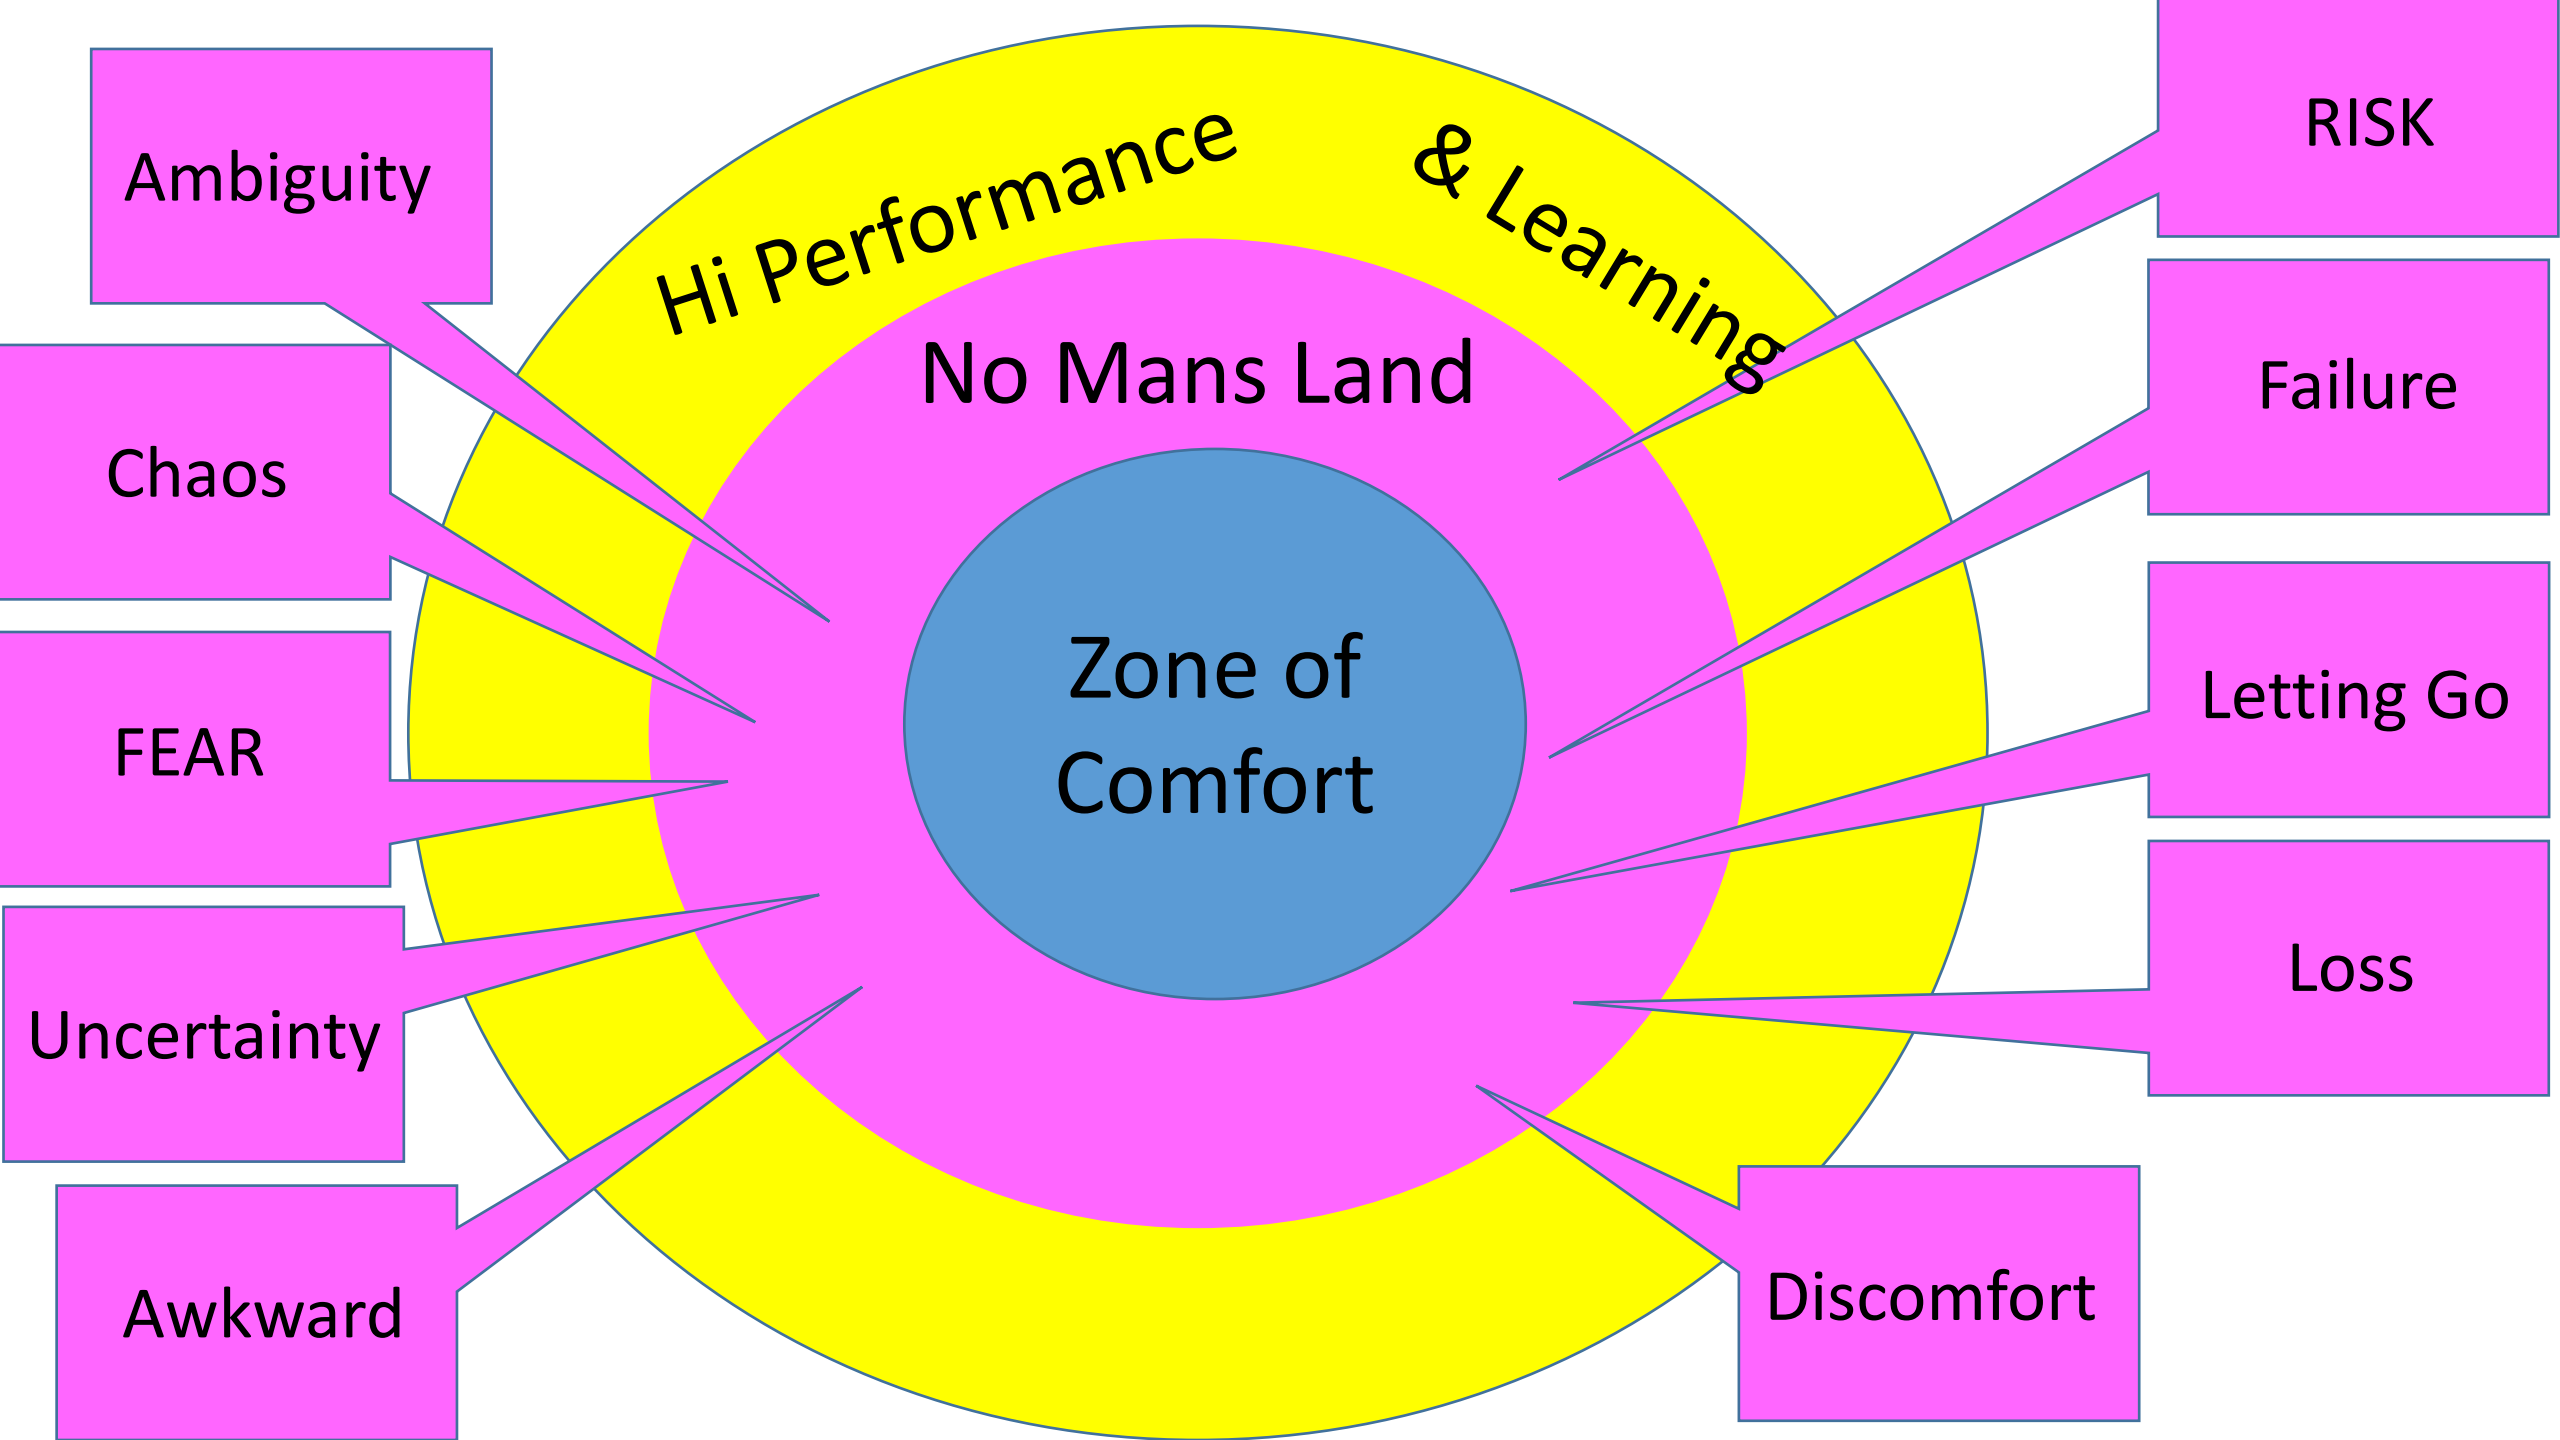 Hi Performance & Learning
No Mans Land
Zone of
Comfort
Ambiguity
Chaos
FEAR
Uncertainty
Awkward
RISK
Failure
Letting Go
Loss
Discomfort